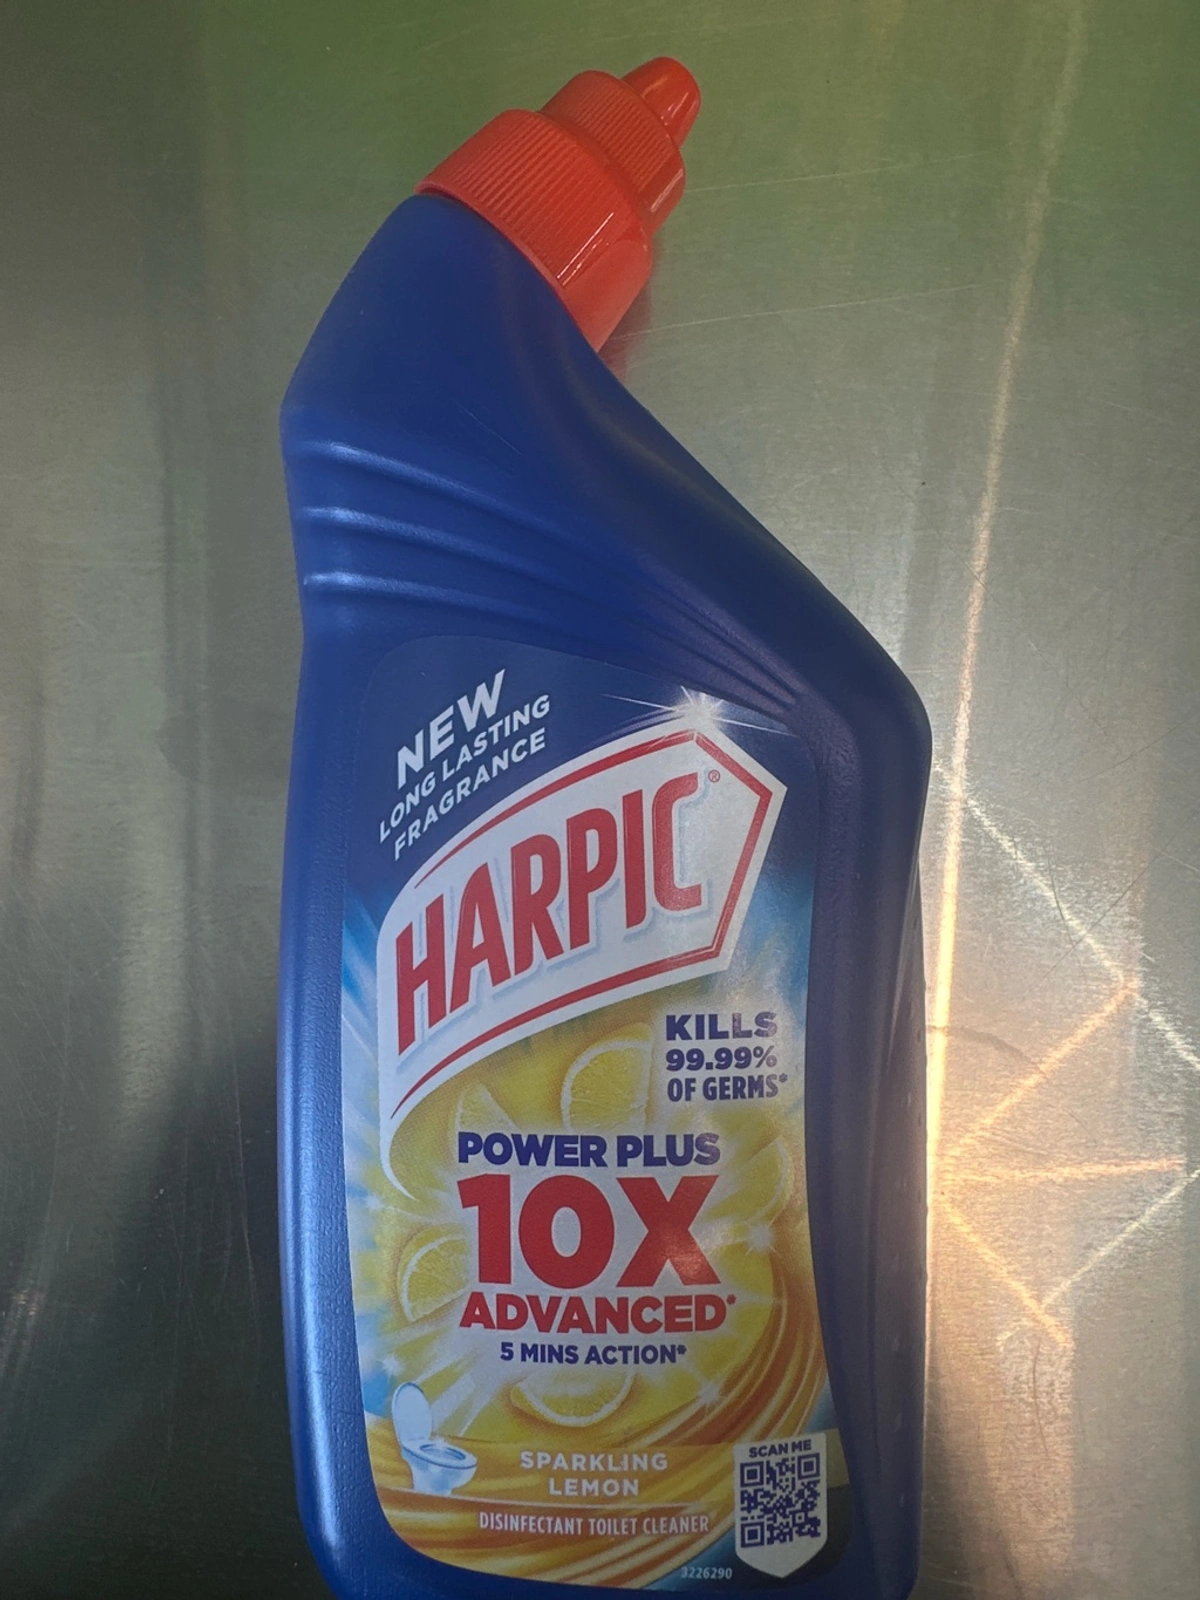 NEW
LONG LASTING
FRAGRANCE
HARPIC®
KILLS
99.99%
OF GERMS*
POWER PLUS
10X
ADVANCED*
5 MINS ACTION*
SPARKLING
LEMON
DISINFECTANT TOILET CLEANER
SCAN ME
3226290